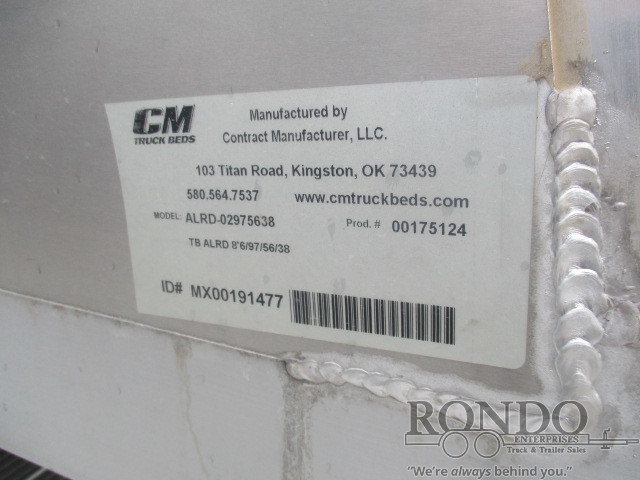 CM
TRUCK BEDS
Manufactured by
Contract Manufacturer, LLC.
103 Titan Road, Kingston, OK 73439
580.564.7537 www.cmtruckbeds.com
MODEL: ALRD-02975638 Prod. # 00175124
TB ALRD 8'6/97/56/38
ID# MX00191477
RONDO
ENTERPRISES
Truck & Trailer Sales
"We're always behind you."